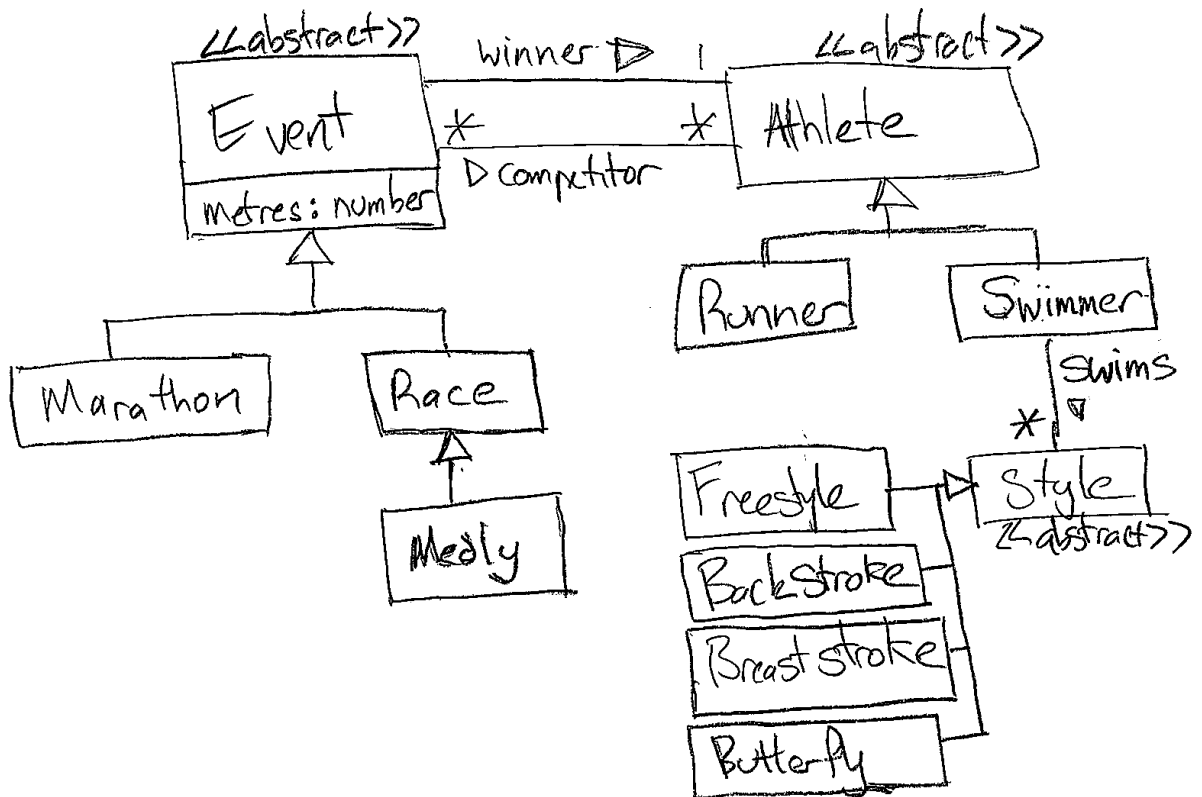 <<abstract>>
winner 1
<<abstract>>
Event
* *
Athlete
competitor
metres: number
Runner
Swimmer
Marathon
Race
swims
*
Freestyle
Style
<<abstract>>
Medly
Backstroke
Breaststroke
Butterfly